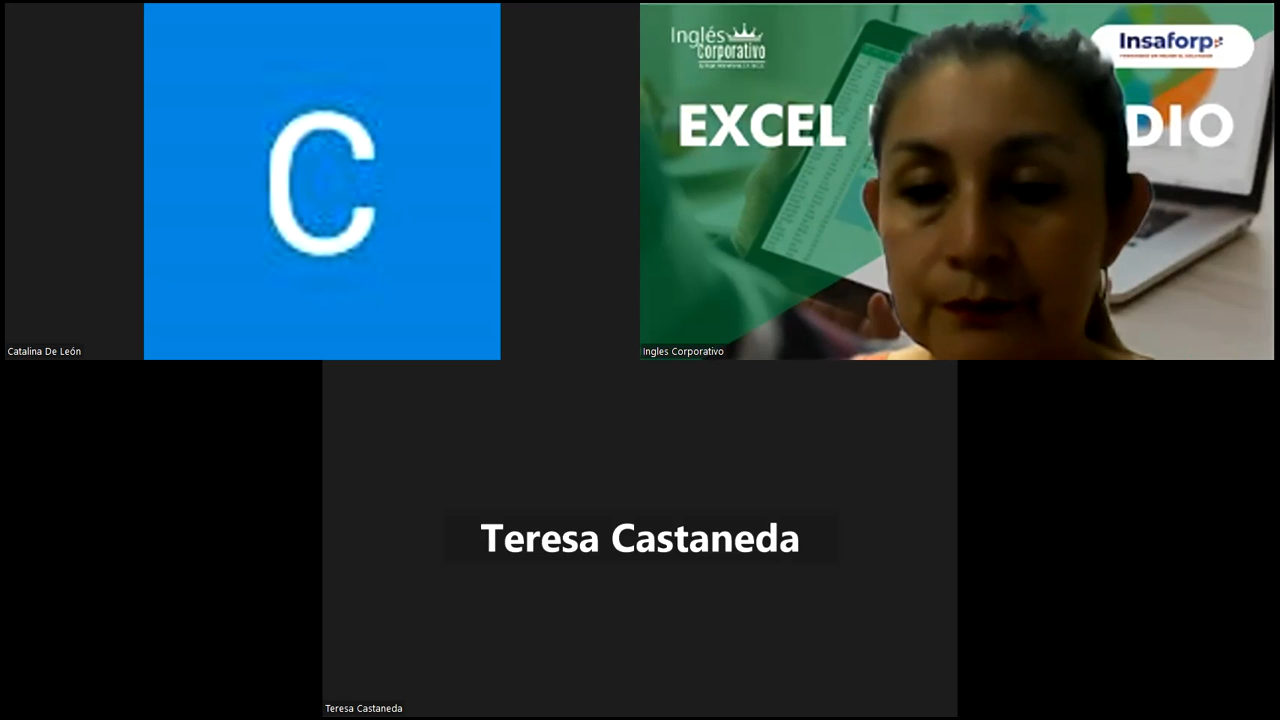 C
Catalina De León
Inglés
Corporativo
Insaforp
EXCEL
DIO
Ingles Corporativo
Teresa Castaneda
Teresa Castaneda